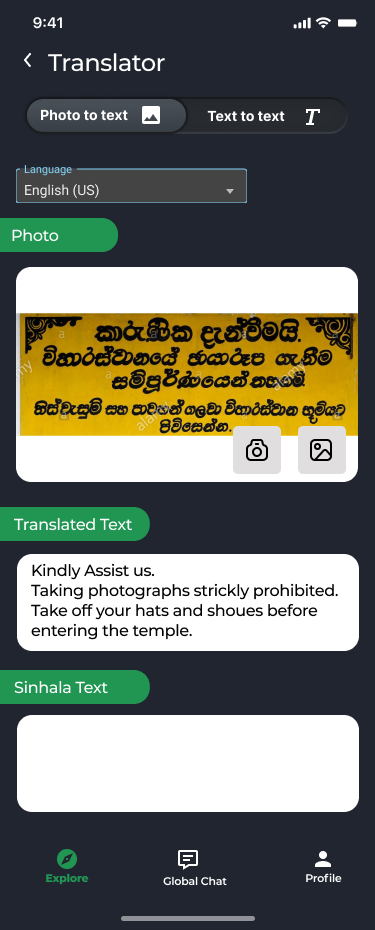 9:41
Translator
Photo to text
Text to text
Language
English (US)
Photo
කාරුණික දැන්වීමයි.
විහාරස්ථානයේ ඡායාරූප ගැනීම
සම්පූර්ණයෙන් තහනම්
හිස්වැසුම් සහ පාවහන් ගලවා විහාරස්ථාන භූමියට
පිවිසෙන්න.
alamy
Translated Text
Kindly Assist us.
Taking photographs strickly prohibited.
Take off your hats and shoues before
entering the temple.
Sinhala Text
Explore
Global Chat
Profile